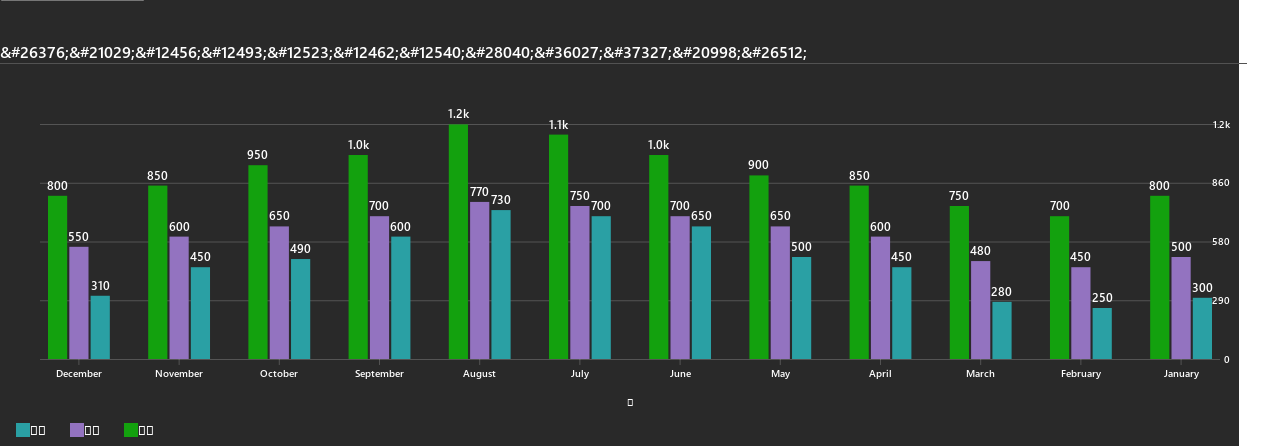 &#26376;&#21029;&#12456;&#12493;&#12523;&#12462;&#12540;&#28040;&#36027;&#37327;&#20998;&#26512;
1.2k
1.1k
1.0k 1.0k
950
900
850 850
800 800
770 730 750 700
750
700 700 650
700
650 650
600 600 600
550
500 500
490
480
450 450 450
310 300
280
250
1.2k
860
580
290
0
December November October September August July June May April March February January